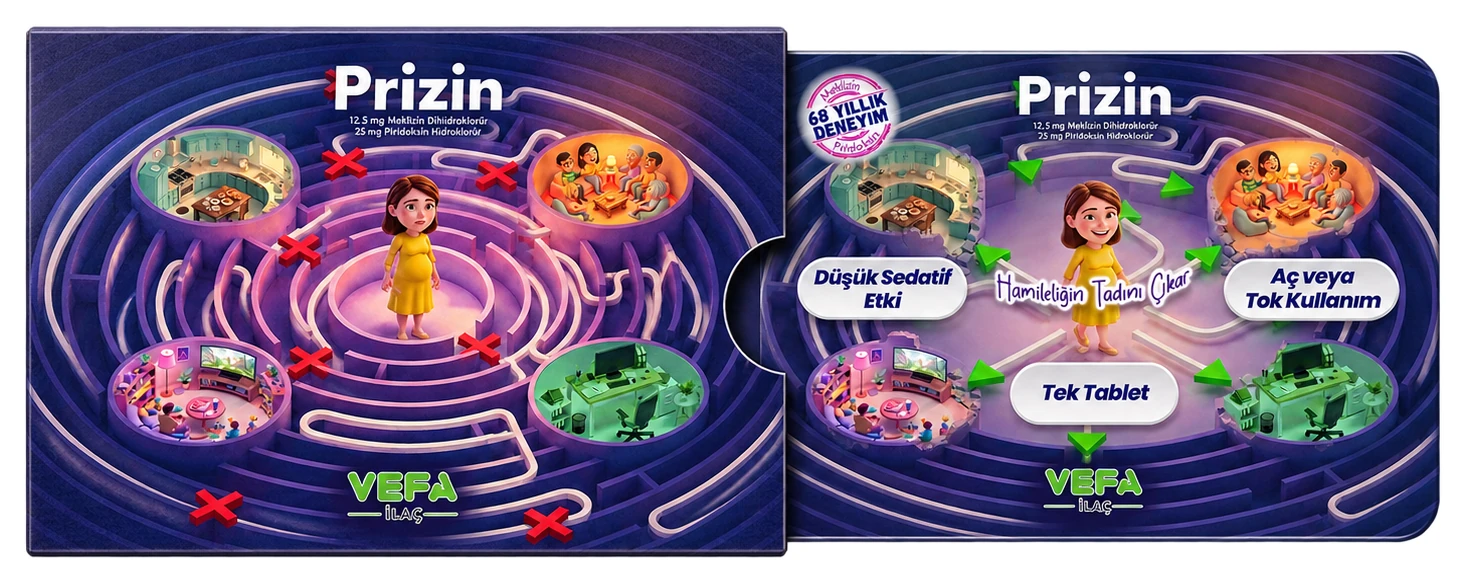 Prizin
12.5 mg Meklizin Dihidroklorür
25 mg Piridoksin Hidroklorür
VEFA
İLAÇ
Meklizin
68 YILLIK
DENEYİM
Piridoksin
Prizin
12.5 mg Meklizin Dihidroklorür
25 mg Piridoksin Hidroklorür
Düşük Sedatif
Etki
Hamileliğin Tadını Çıkar
Aç veya
Tok Kullanım
Tek Tablet
VEFA
İLAÇ